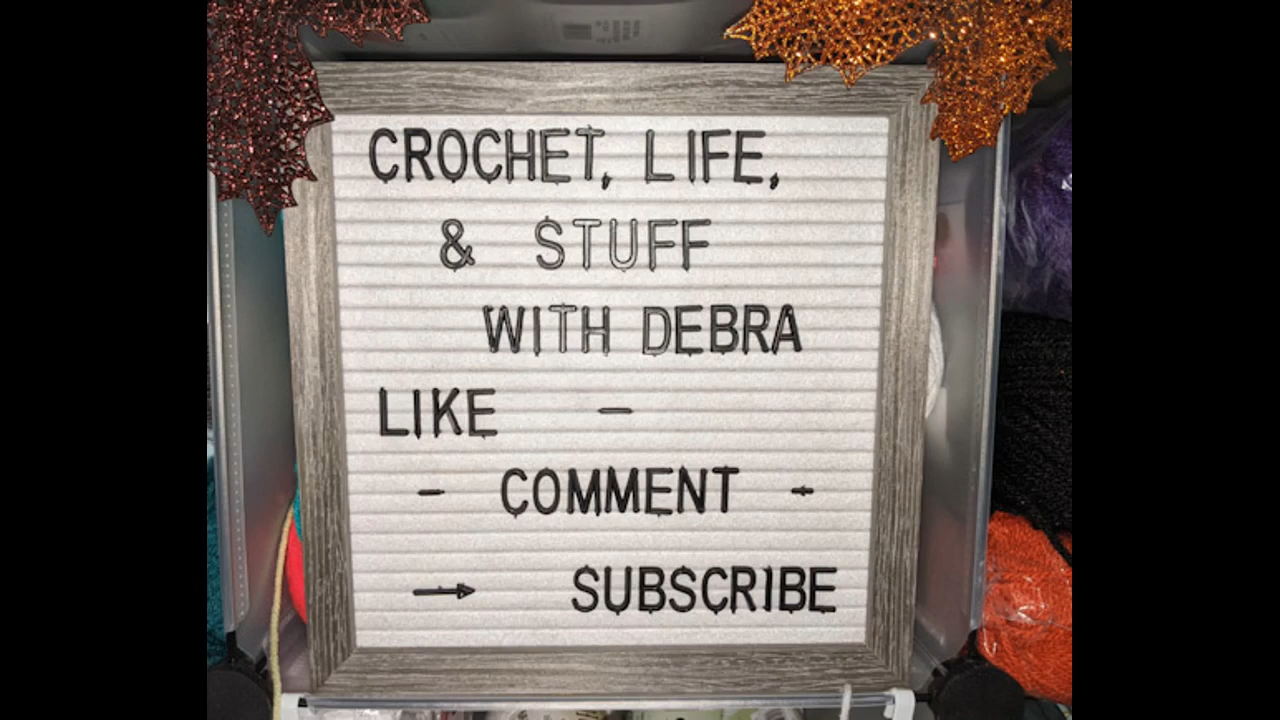 CROCHET, LIFE,
& STUFF
WITH DEBRA
LIKE -
- COMMENT -
→ SUBSCRIBE